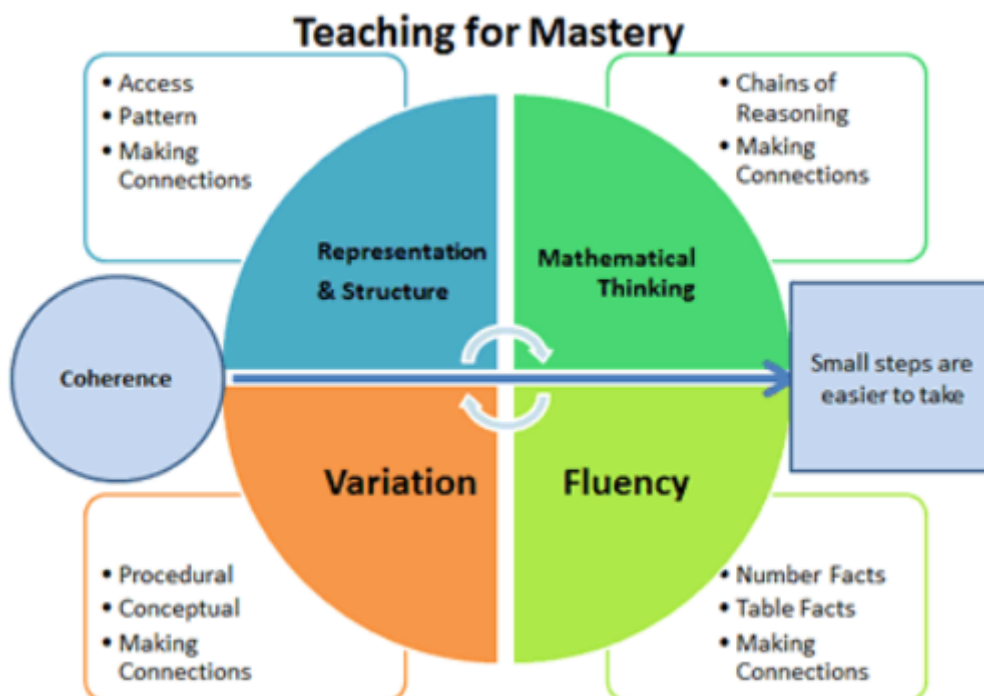 Teaching for Mastery
• Access
• Pattern
• Making
Connections
• Chains of
Reasoning
• Making
Connections
Representation
& Structure
Mathematical
Thinking
Coherence
Small steps are
easier to take
Variation
Fluency
• Procedural
• Conceptual
• Making
Connections
• Number Facts
• Table Facts
• Making
Connections